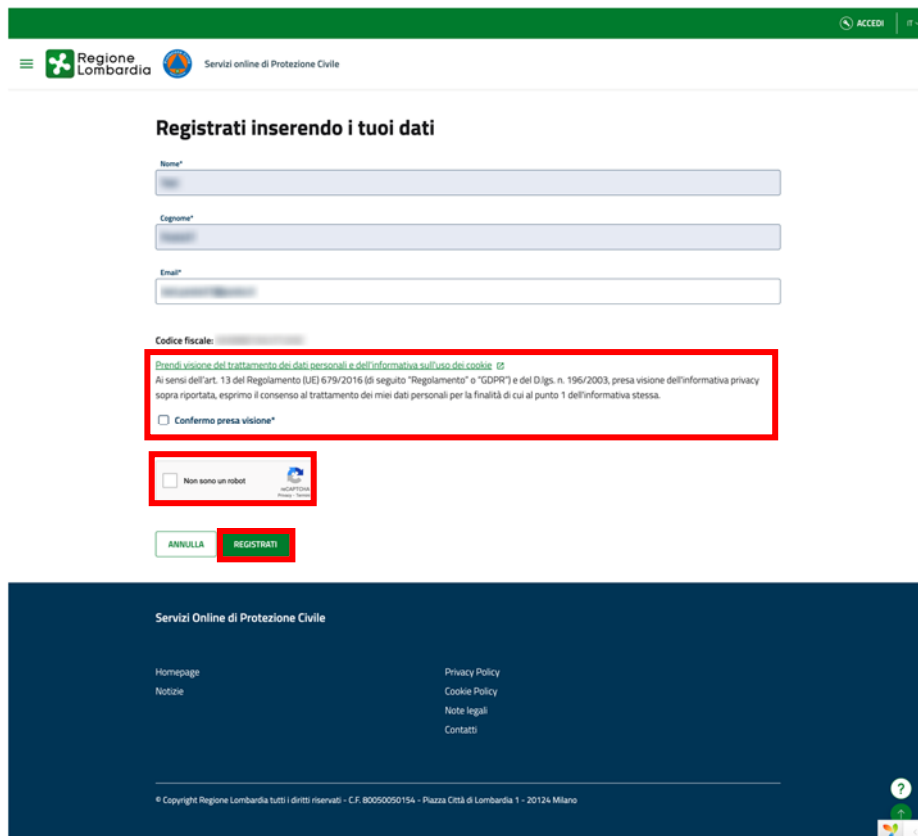 ACCEDI
IT
Regione
Lombardia
Servizi online di Protezione Civile
Registrati inserendo i tuoi dati
Nome*
Cognome*
Email*
Codice fiscale:
Prendi visione del trattamento dei dati personali e dell'informativa sull'uso dei cookie
Ai sensi dell'art. 13 del Regolamento (UE) 679/2016 (di seguito "Regolamento" o "GDPR") e del D.lgs. n. 196/2003, presa visione dell'informativa privacy
sopra riportata, esprimo il consenso al trattamento dei miei dati personali per la finalità di cui al punto 1 dell'informativa stessa.
Confermo presa visione*
Non sono un robot
reCAPTCHA
Privacy - Termini
ANNULLA
REGISTRATI
Servizi Online di Protezione Civile
Homepage
Notizie
Privacy Policy
Cookie Policy
Note legali
Contatti
© Copyright Regione Lombardia tutti i diritti riservati - C.F. 80050050154 - Piazza Città di Lombardia 1 - 20124 Milano
?